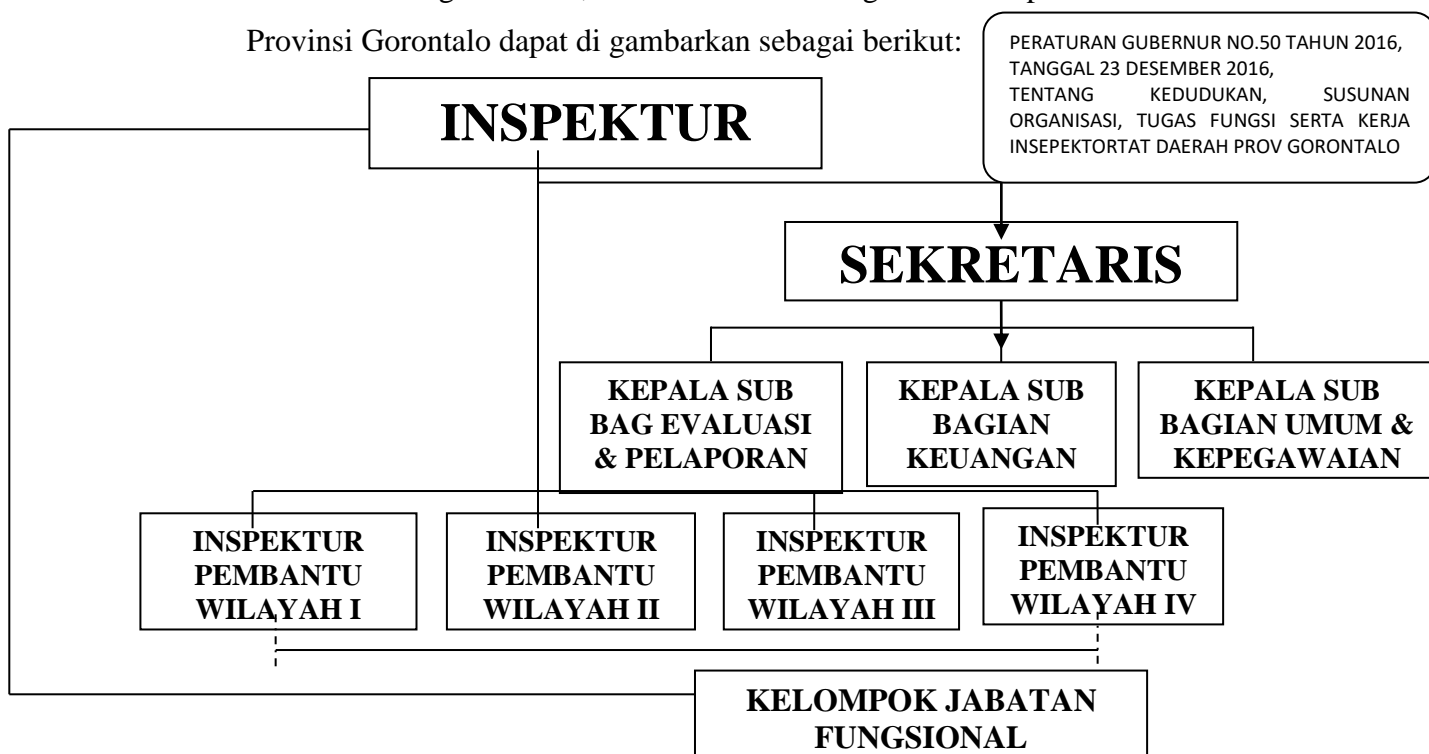 Provinsi Gorontalo dapat di gambarkan sebagai berikut:
PERATURAN GUBERNUR NO.50 TAHUN 2016,
TANGGAL 23 DESEMBER 2016,
TENTANG KEDUDUKAN, SUSUNAN
ORGANISASI, TUGAS FUNGSI SERTA KERJA
INSEPEKTORTAT DAERAH PROV GORONTALO
INSPEKTUR
SEKRETARIS
KEPALA SUB
BAG EVALUASI
& PELAPORAN
KEPALA SUB
BAGIAN
KEUANGAN
KEPALA SUB
BAGIAN UMUM &
KEPEGAWAIAN
INSPEKTUR
PEMBANTU
WILAYAH I
INSPEKTUR
PEMBANTU
WILAYAH II
INSPEKTUR
PEMBANTU
WILAYAH III
INSPEKTUR
PEMBANTU
WILAYAH IV
KELOMPOK JABATAN
FUNGSIONAL